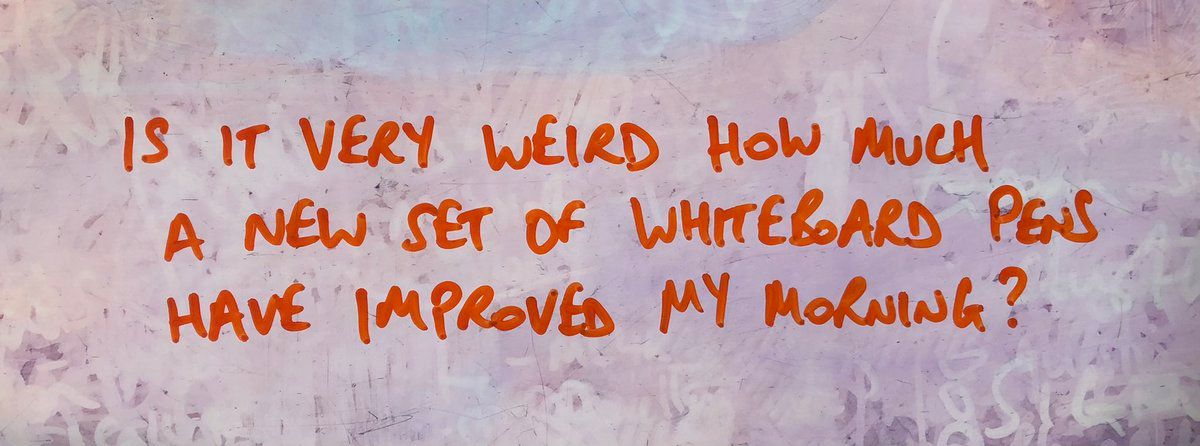 IS IT VERY WEIRD HOW MUCH
A NEW SET OF WHITEBOARD PENS
HAVE IMPROVED MY MORNING?